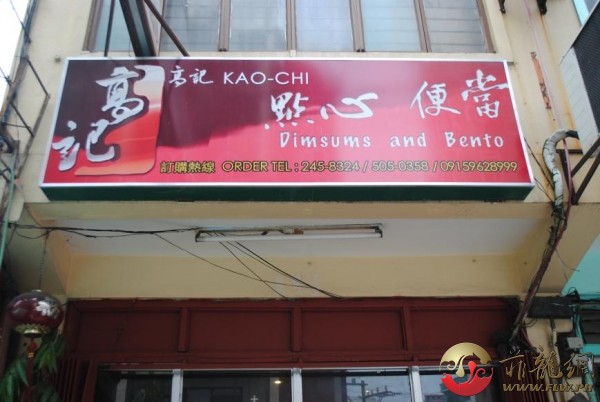 高記
高記 KAO-CHI
點心 便當
Dimsums and Bento
訂購熱線 ORDER TEL : 245-8324 / 505-0358 / 09159628999
菲龍網
WWW.FLW.PH